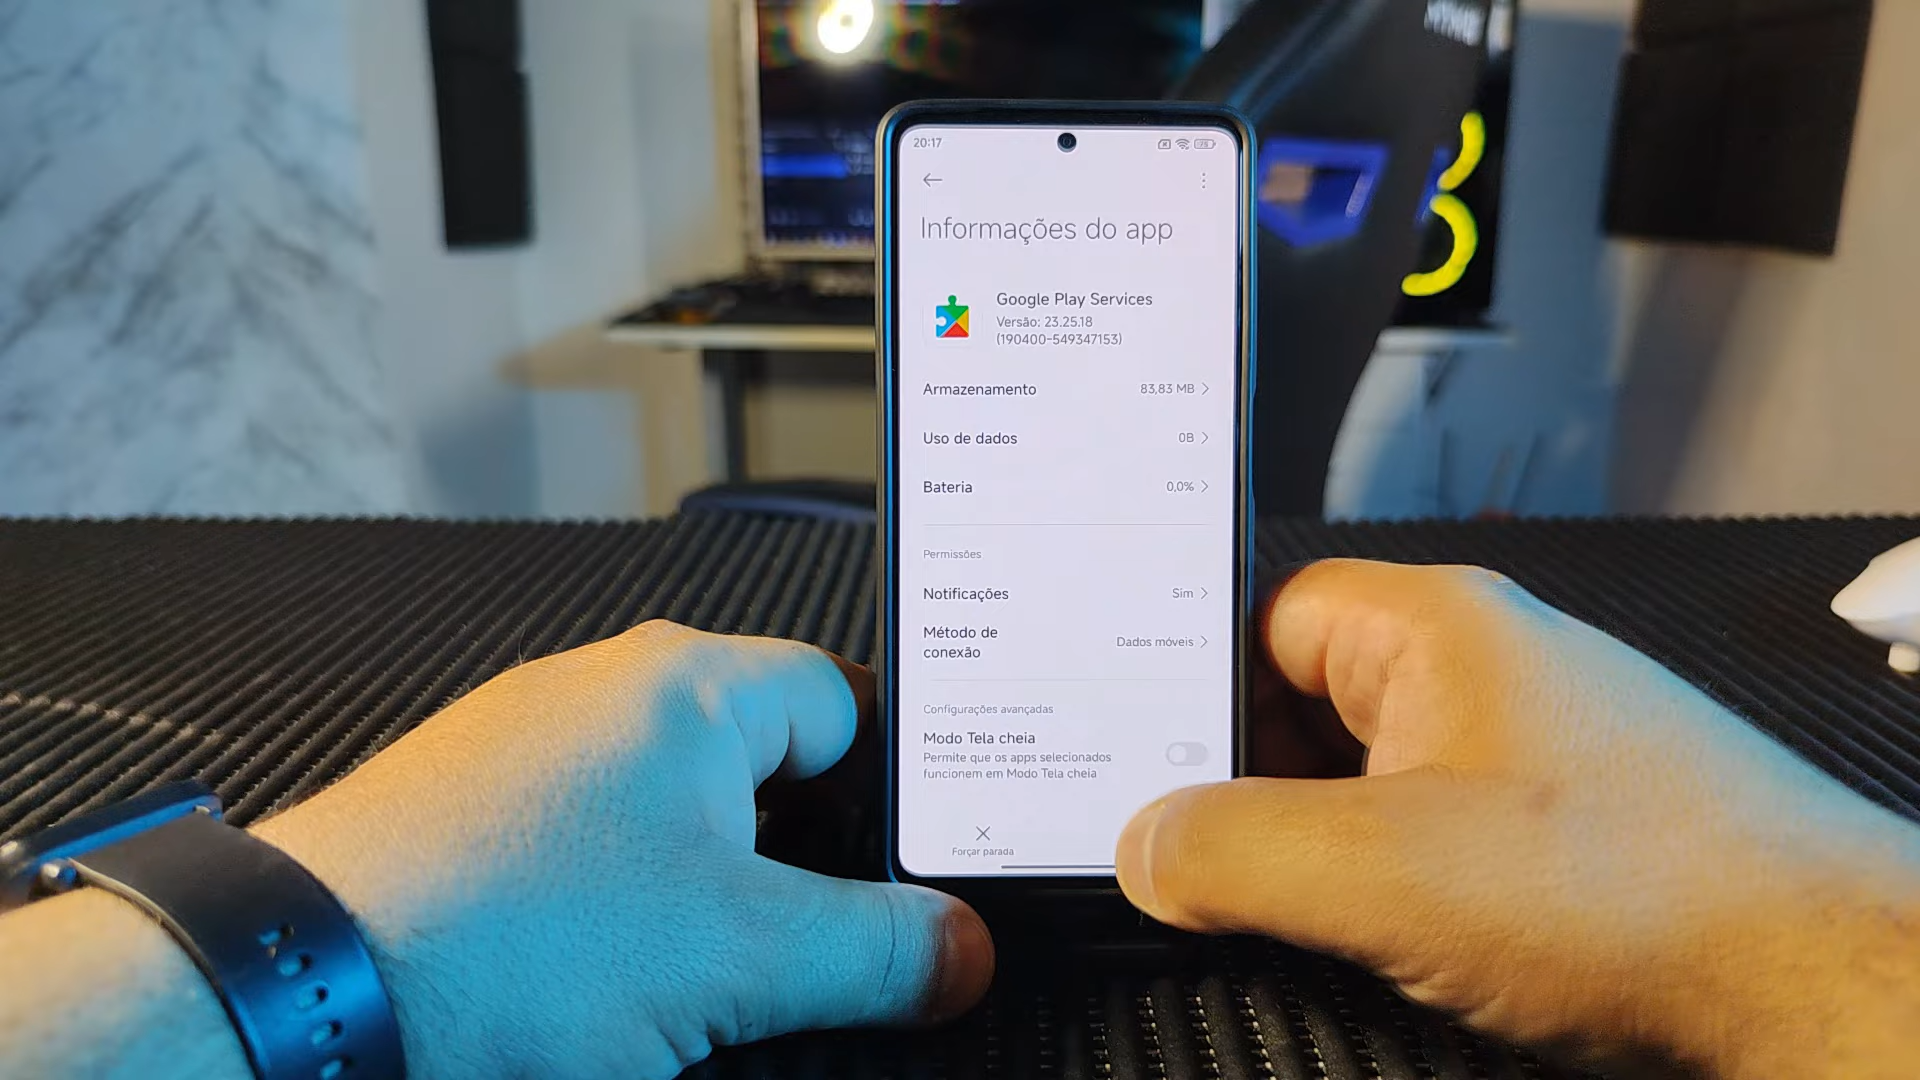 20:17
Informações do app
Google Play Services
Versão: 23.25.18
(190400-549347153)
Armazenamento 83,83 MB
Uso de dados 0B
Bateria 0,0%
Permissões
Notificações Sim
Método de
conexão
Dados móveis
Configurações avançadas
Modo Tela cheia
Permite que os apps selecionados
funcionem em Modo Tela cheia
Forçar parada